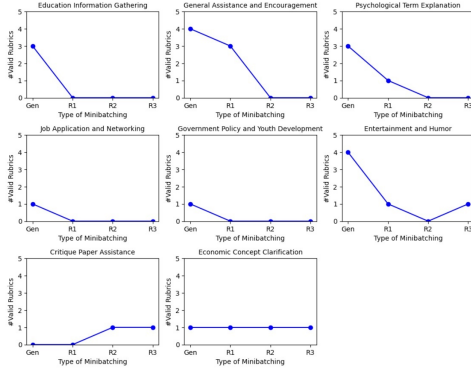 Education Information Gathering
5
4
3
2
1
0
#Valid Rubrics
Gen R1 R2 R3
Type of Minibatching
General Assistance and Encouragement
5
4
3
2
1
0
#Valid Rubrics
Gen R1 R2 R3
Type of Minibatching
Psychological Term Explanation
5
4
3
2
1
0
#Valid Rubrics
Gen R1 R2 R3
Type of Minibatching
Job Application and Networking
5
4
3
2
1
0
#Valid Rubrics
Gen R1 R2 R3
Type of Minibatching
Government Policy and Youth Development
5
4
3
2
1
0
#Valid Rubrics
Gen R1 R2 R3
Type of Minibatching
Entertainment and Humor
5
4
3
2
1
0
#Valid Rubrics
Gen R1 R2 R3
Type of Minibatching
Critique Paper Assistance
5
4
3
2
1
0
#Valid Rubrics
Gen R1 R2 R3
Type of Minibatching
Economic Concept Clarification
5
4
3
2
1
0
#Valid Rubrics
Gen R1 R2 R3
Type of Minibatching